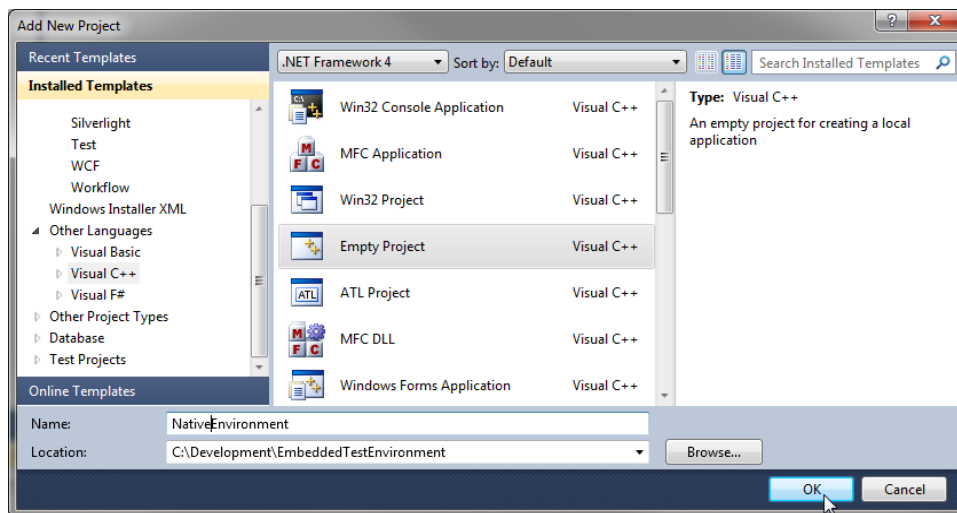 Add New Project
Recent Templates
.NET Framework 4
Sort by:
Default
Search Installed Templates
Installed Templates
Silverlight
Test
WCF
Workflow
Windows Installer XML
Other Languages
Visual Basic
Visual C++
Visual F#
Other Project Types
Database
Test Projects
Online Templates
C:\
Win32 Console Application Visual C++
MFC
MFC Application Visual C++
Win32 Project Visual C++
Empty Project Visual C++
ATL
ATL Project Visual C++
MFC
MFC DLL Visual C++
Windows Forms Application Visual C++
Type: Visual C++
An empty project for creating a local
application
Name: NativeEnvironment
Location: C:\Development\EmbeddedTestEnvironment
Browse...
OK
Cancel